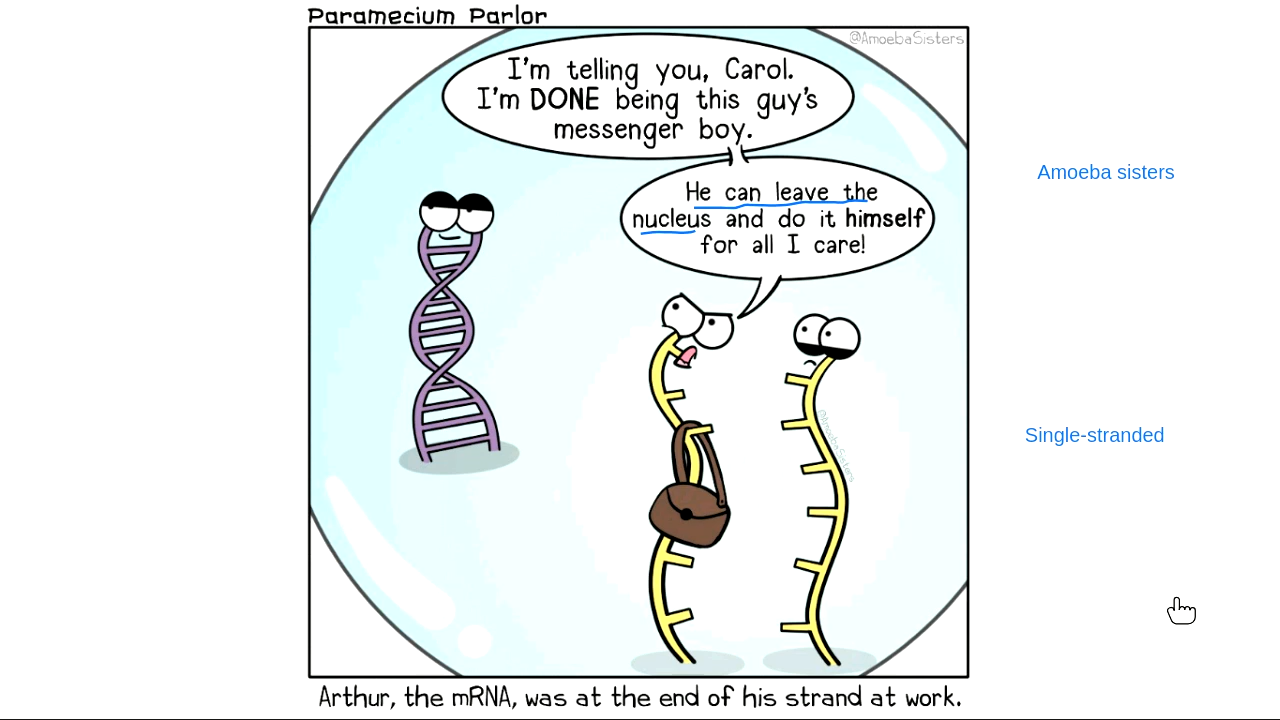 Paramecium Parlor
@AmoebaSisters
I'm telling you, Carol.
I'm DONE being this guy's
messenger boy.
He can leave the
nucleus and do it himself
for all I care!
Amoeba sisters
@AmoebaSisters
Single-stranded
Arthur, the mRNA, was at the end of his strand at work.